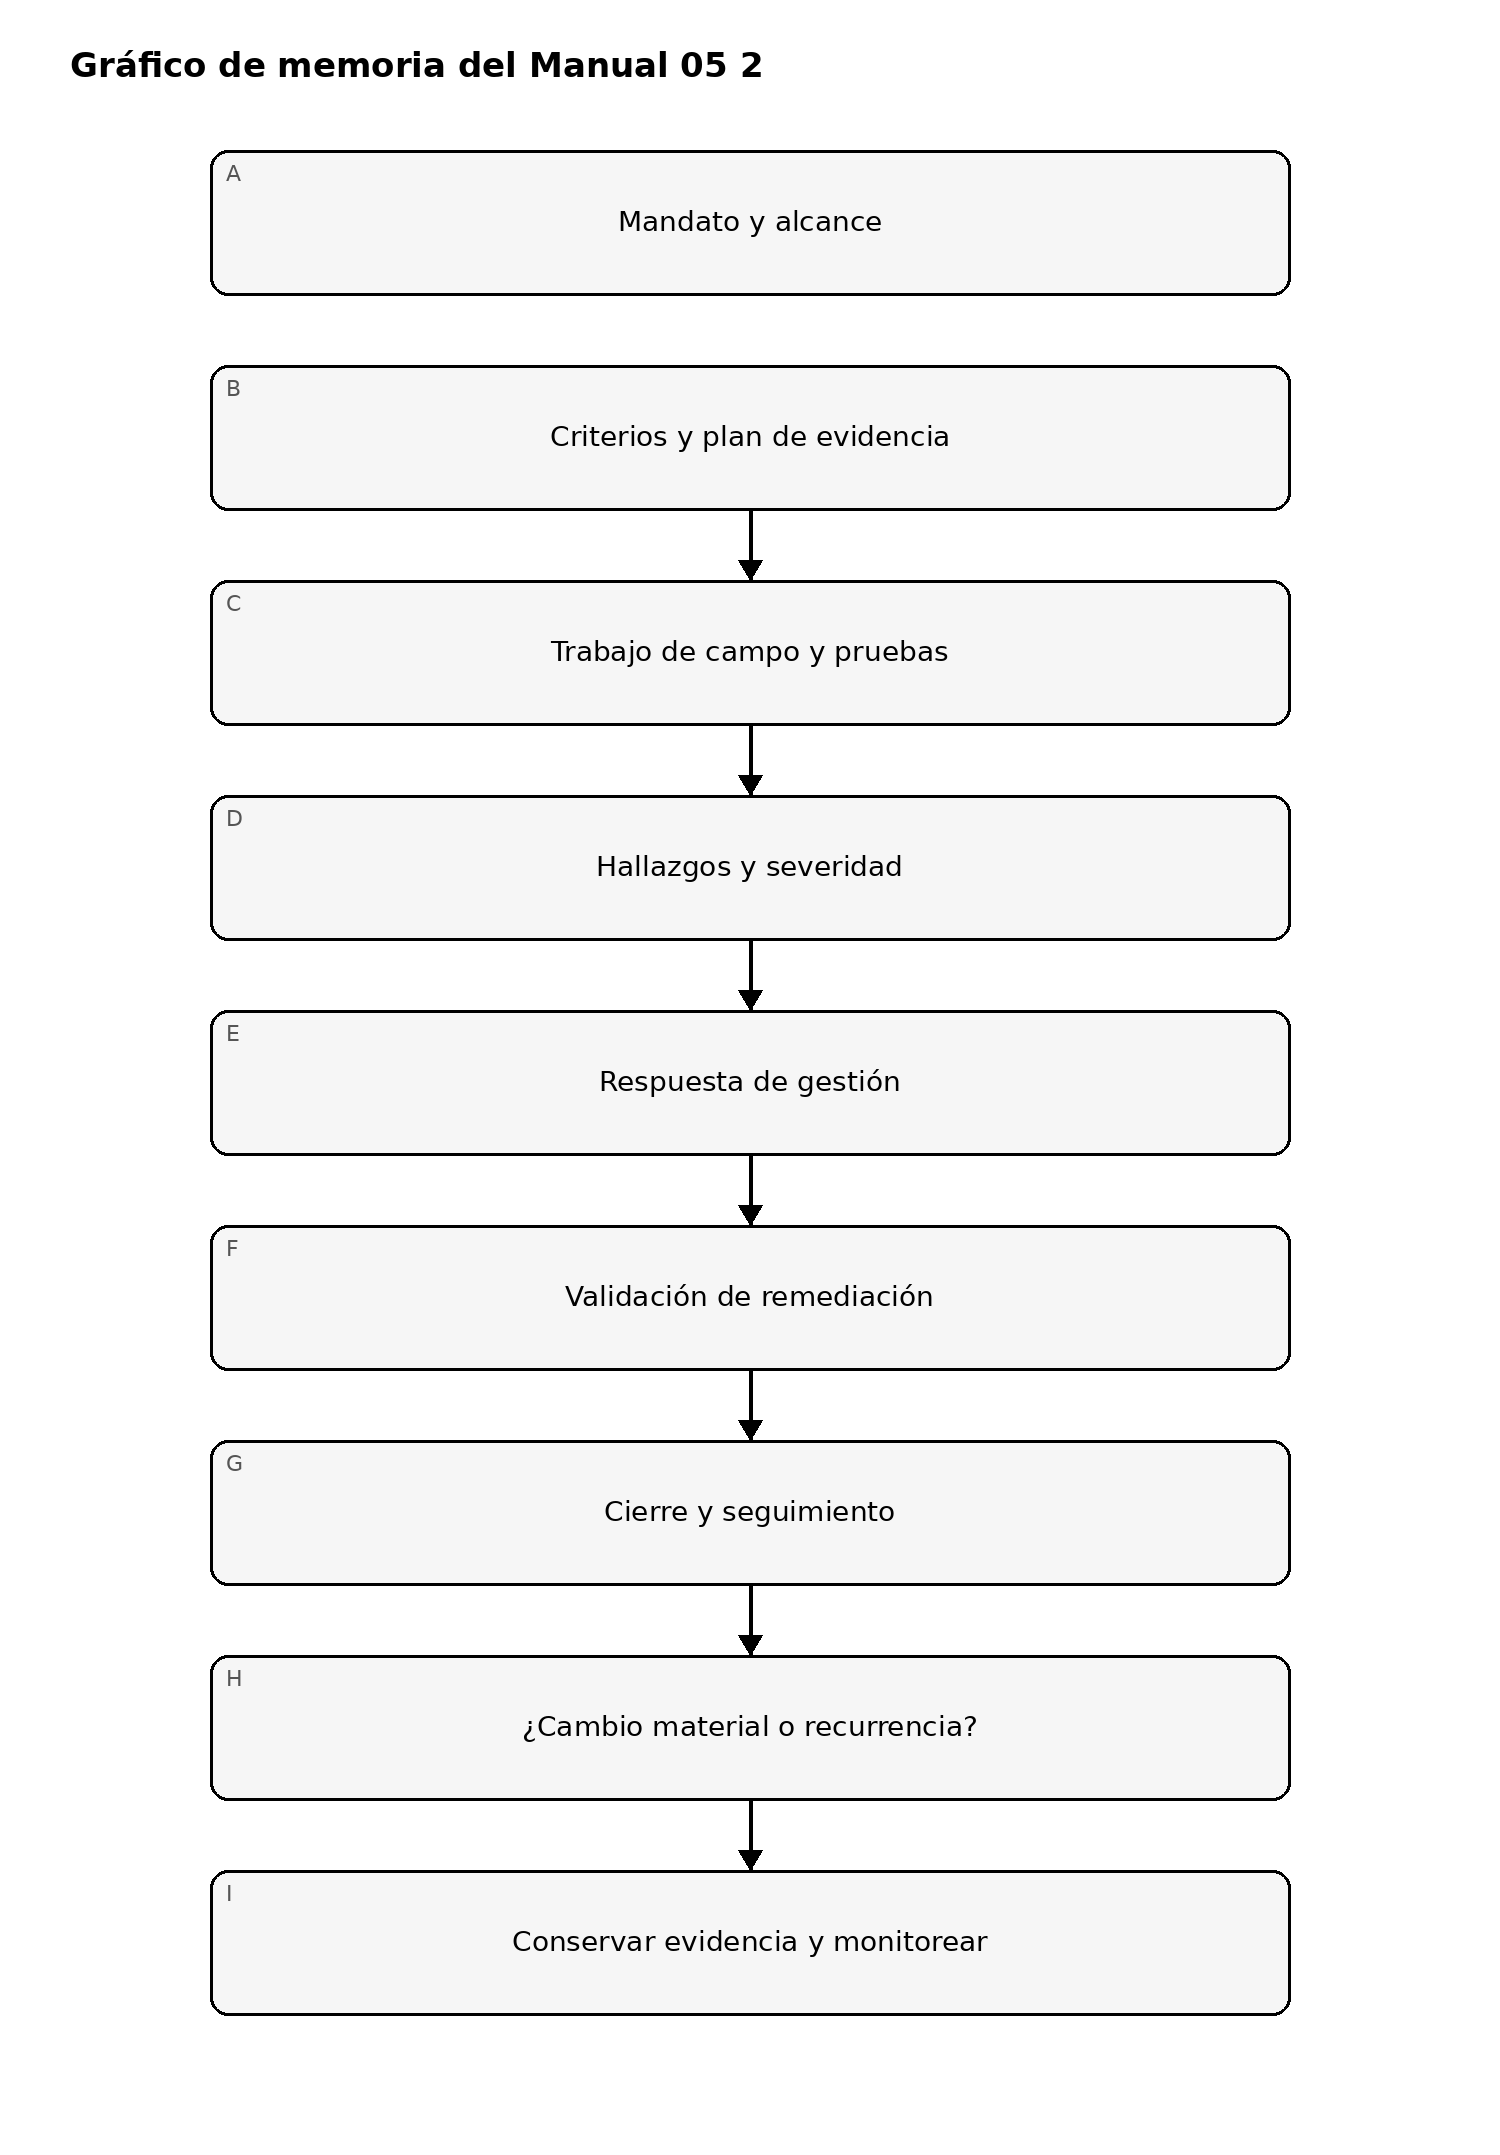 Gráfico de memoria del Manual 05 2
A
Mandato y alcance
B
Criterios y plan de evidencia
C
Trabajo de campo y pruebas
D
Hallazgos y severidad
E
Respuesta de gestión
F
Validación de remediación
G
Cierre y seguimiento
H
¿Cambio material o recurrencia?
I
Conservar evidencia y monitorear